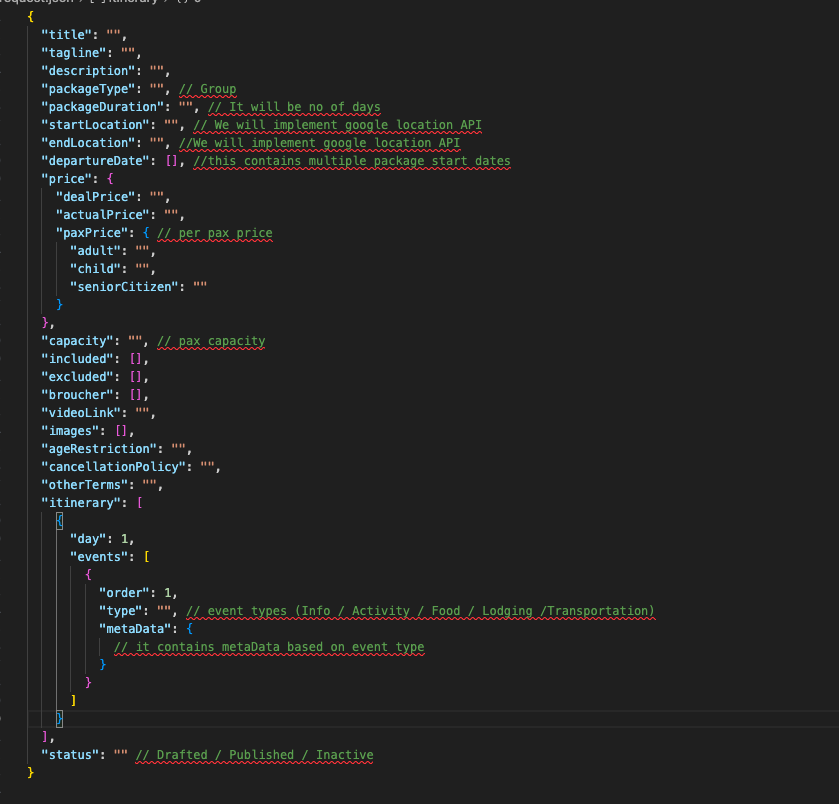 {
"title": "",
"tagline": "",
"description": "",
"packageType": "", // Group
"packageDuration": "", // It will be no of days
"startLocation": "", // We will implement google location API
"endLocation": "", //We will implement google location API
"departureDate": [], //this contains multiple package start dates
"price": {
"dealPrice": "",
"actualPrice": "",
"paxPrice": { // per pax price
"adult": "",
"child": "",
"seniorCitizen": ""
}
},
"capacity": "", // pax capacity
"included": [],
"excluded": [],
"broucher": [],
"videoLink": "",
"images": [],
"ageRestriction": "",
"cancellationPolicy": "",
"otherTerms": "",
"itinerary": [
{
"day": 1,
"events": [
{
"order": 1,
"type": "", // event types (Info / Activity / Food / Lodging /Transportation)
"metaData": {
// it contains metaData based on event type
}
}
]
}
],
"status": "" // Drafted / Published / Inactive
}